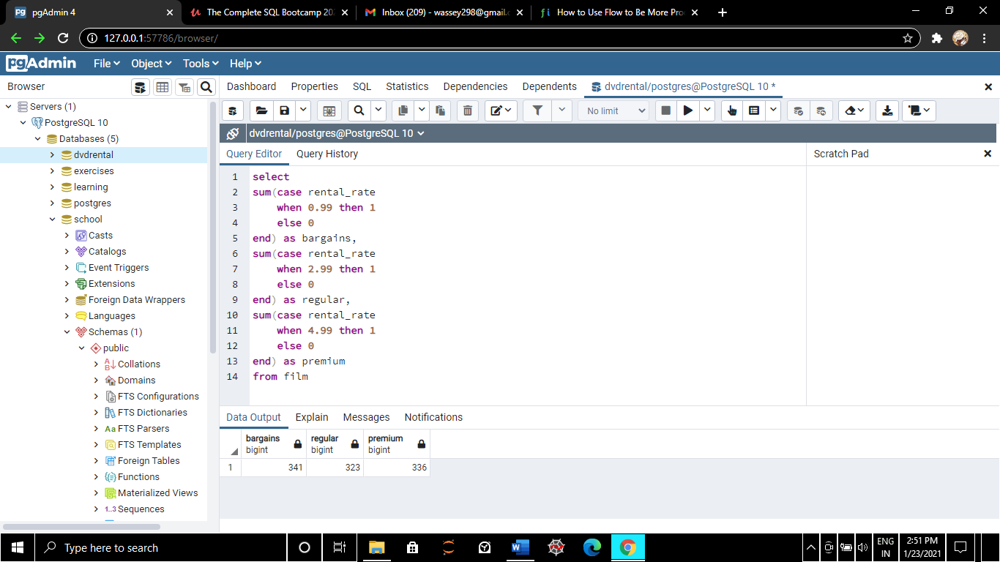 pgAdmin 4
The Complete SQL Bootcamp 202
Inbox (209) - wassey298@gmail.c
How to Use Flow to Be More Pro
127.0.0.1:57786/browser/
pgAdmin File Object Tools Help
Browser
Dashboard Properties SQL Statistics Dependencies Dependents dvdrental/postgres@PostgreSQL 10 *
No limit
dvdrental/postgres@PostgreSQL 10
Query Editor Query History
Scratch Pad
Servers (1)
PostgreSQL 10
Databases (5)
dvdrental
exercises
learning
postgres
school
Casts
Catalogs
Event Triggers
Extensions
Foreign Data Wrappers
Languages
Schemas (1)
public
Collations
Domains
FTS Configurations
FTS Dictionaries
FTS Parsers
FTS Templates
Foreign Tables
Functions
Materialized Views
1..3 Sequences
1 select
2 sum(case rental_rate
3 when 0.99 then 1
4 else 0
5 end) as bargains,
6 sum(case rental_rate
7 when 2.99 then 1
8 else 0
9 end) as regular,
10 sum(case rental_rate
11 when 4.99 then 1
12 else 0
13 end) as premium
14 from film
Data Output Explain Messages Notifications
bargains regular premium
bigint bigint bigint
1 341 323 336
Type here to search
ENG
IN
2:51 PM
1/23/2021